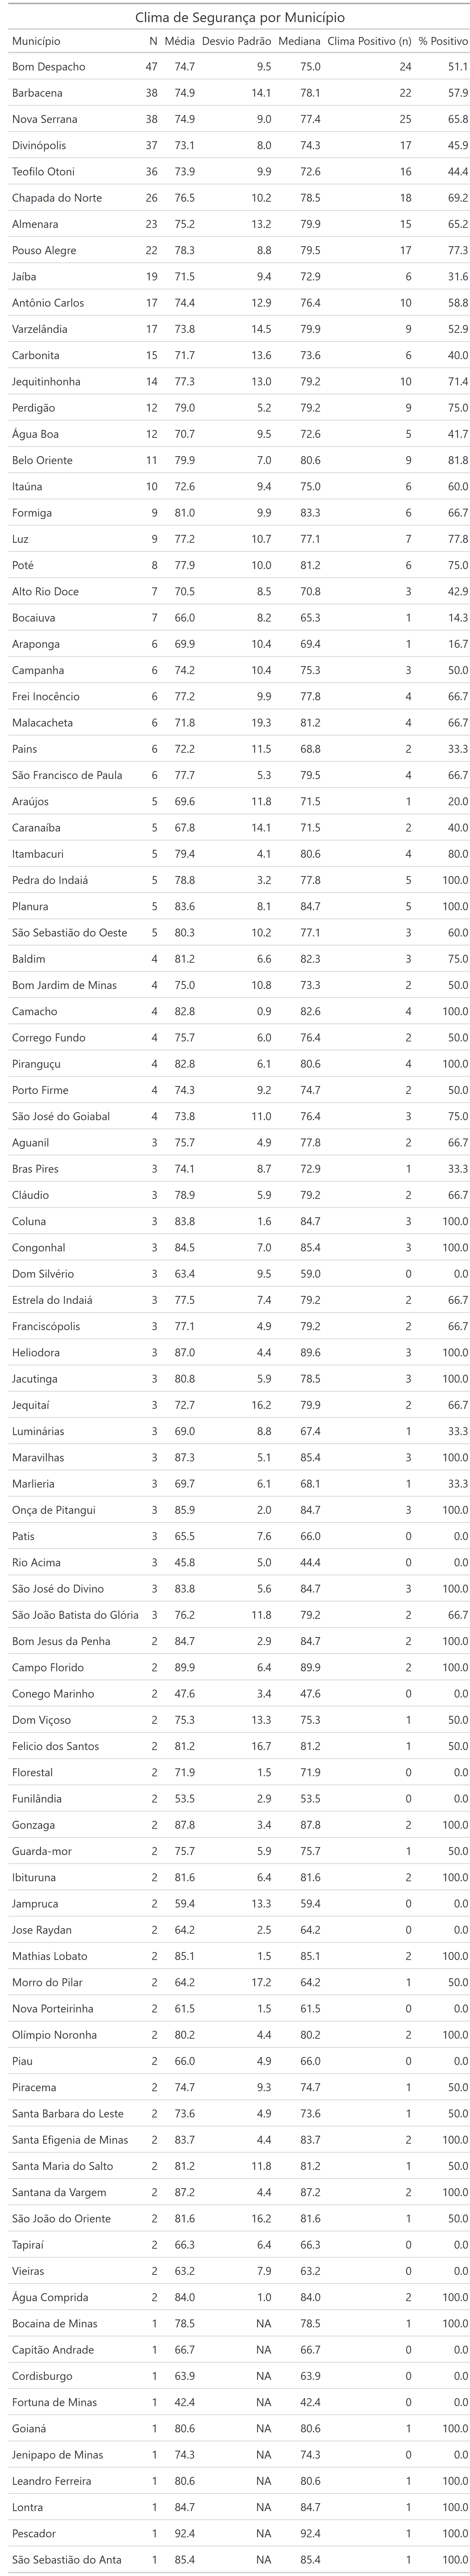 Clima de Segurança por Município
Município N Média Desvio Padrão Mediana Clima Positivo (n) % Positivo
Bom Despacho 47 74.7 9.5 75.0 24 51.1
Barbacena 38 74.9 14.1 78.1 22 57.9
Nova Serrana 38 74.9 9.0 77.4 25 65.8
Divinópolis 37 73.1 8.0 74.3 17 45.9
Teofilo Otoni 36 73.9 9.9 72.6 16 44.4
Chapada do Norte 26 76.5 10.2 78.5 18 69.2
Almenara 23 75.2 13.2 79.9 15 65.2
Pouso Alegre 22 78.3 8.8 79.5 17 77.3
Jaíba 19 71.5 9.4 72.9 6 31.6
Antônio Carlos 17 74.4 12.9 76.4 10 58.8
Varzelândia 17 73.8 14.5 79.9 9 52.9
Carbonita 15 71.7 13.6 73.6 6 40.0
Jequitinhonha 14 77.3 13.0 79.2 10 71.4
Perdigão 12 79.0 5.2 79.2 9 75.0
Água Boa 12 70.7 9.5 72.6 5 41.7
Belo Oriente 11 79.9 7.0 80.6 9 81.8
Itaúna 10 72.6 9.4 75.0 6 60.0
Formiga 9 81.0 9.9 83.3 6 66.7
Luz 9 77.2 10.7 77.1 7 77.8
Poté 8 77.9 10.0 81.2 6 75.0
Alto Rio Doce 7 70.5 8.5 70.8 3 42.9
Bocaiuva 7 66.0 8.2 65.3 1 14.3
Araponga 6 69.9 10.4 69.4 1 16.7
Campanha 6 74.2 10.4 75.3 3 50.0
Frei Inocêncio 6 77.2 9.9 77.8 4 66.7
Malacacheta 6 71.8 19.3 81.2 4 66.7
Pains 6 72.2 11.5 68.8 2 33.3
São Francisco de Paula 6 77.7 5.3 79.5 4 66.7
Araújos 5 69.6 11.8 71.5 1 20.0
Caranaíba 5 67.8 14.1 71.5 2 40.0
Itambacuri 5 79.4 4.1 80.6 4 80.0
Pedra do Indaiá 5 78.8 3.2 77.8 5 100.0
Planura 5 83.6 8.1 84.7 5 100.0
São Sebastião do Oeste 5 80.3 10.2 77.1 3 60.0
Baldim 4 81.2 6.6 82.3 3 75.0
Bom Jardim de Minas 4 75.0 10.8 73.3 2 50.0
Camacho 4 82.8 0.9 82.6 4 100.0
Corrego Fundo 4 75.7 6.0 76.4 2 50.0
Piranguçu 4 82.8 6.1 80.6 4 100.0
Porto Firme 4 74.3 9.2 74.7 2 50.0
São José do Goiabal 4 73.8 11.0 76.4 3 75.0
Aguanil 3 75.7 4.9 77.8 2 66.7
Bras Pires 3 74.1 8.7 72.9 1 33.3
Cláudio 3 78.9 5.9 79.2 2 66.7
Coluna 3 83.8 1.6 84.7 3 100.0
Congonhal 3 84.5 7.0 85.4 3 100.0
Dom Silvério 3 63.4 9.5 59.0 0 0.0
Estrela do Indaiá 3 77.5 7.4 79.2 2 66.7
Franciscópolis 3 77.1 4.9 79.2 2 66.7
Heliodora 3 87.0 4.4 89.6 3 100.0
Jacutinga 3 80.8 5.9 78.5 3 100.0
Jequitaí 3 72.7 16.2 79.9 2 66.7
Luminárias 3 69.0 8.8 67.4 1 33.3
Maravilhas 3 87.3 5.1 85.4 3 100.0
Marlieria 3 69.7 6.1 68.1 1 33.3
Onça de Pitangui 3 85.9 2.0 84.7 3 100.0
Patis 3 65.5 7.6 66.0 0 0.0
Rio Acima 3 45.8 5.0 44.4 0 0.0
São José do Divino 3 83.8 5.6 84.7 3 100.0
São João Batista do Glória 3 76.2 11.8 79.2 2 66.7
Bom Jesus da Penha 2 84.7 2.9 84.7 2 100.0
Campo Florido 2 89.9 6.4 89.9 2 100.0
Conego Marinho 2 47.6 3.4 47.6 0 0.0
Dom Viçoso 2 75.3 13.3 75.3 1 50.0
Felicio dos Santos 2 81.2 16.7 81.2 1 50.0
Florestal 2 71.9 1.5 71.9 0 0.0
Funilândia 2 53.5 2.9 53.5 0 0.0
Gonzaga 2 87.8 3.4 87.8 2 100.0
Guarda-mor 2 75.7 5.9 75.7 1 50.0
Ibituruna 2 81.6 6.4 81.6 2 100.0
Jampruca 2 59.4 13.3 59.4 0 0.0
Jose Raydan 2 64.2 2.5 64.2 0 0.0
Mathias Lobato 2 85.1 1.5 85.1 2 100.0
Morro do Pilar 2 64.2 17.2 64.2 1 50.0
Nova Porteirinha 2 61.5 1.5 61.5 0 0.0
Olímpio Noronha 2 80.2 4.4 80.2 2 100.0
Piau 2 66.0 4.9 66.0 0 0.0
Piracema 2 74.7 9.3 74.7 1 50.0
Santa Barbara do Leste 2 73.6 4.9 73.6 1 50.0
Santa Efigenia de Minas 2 83.7 4.4 83.7 2 100.0
Santa Maria do Salto 2 81.2 11.8 81.2 1 50.0
Santana da Vargem 2 87.2 4.4 87.2 2 100.0
São João do Oriente 2 81.6 16.2 81.6 1 50.0
Tapiraí 2 66.3 6.4 66.3 0 0.0
Vieiras 2 63.2 7.9 63.2 0 0.0
Água Comprida 2 84.0 1.0 84.0 2 100.0
Bocaina de Minas 1 78.5 NA 78.5 1 100.0
Capitão Andrade 1 66.7 NA 66.7 0 0.0
Cordisburgo 1 63.9 NA 63.9 0 0.0
Fortuna de Minas 1 42.4 NA 42.4 0 0.0
Goianá 1 80.6 NA 80.6 1 100.0
Jenipapo de Minas 1 74.3 NA 74.3 0 0.0
Leandro Ferreira 1 80.6 NA 80.6 1 100.0
Lontra 1 84.7 NA 84.7 1 100.0
Pescador 1 92.4 NA 92.4 1 100.0
São Sebastião do Anta 1 85.4 NA 85.4 1 100.0